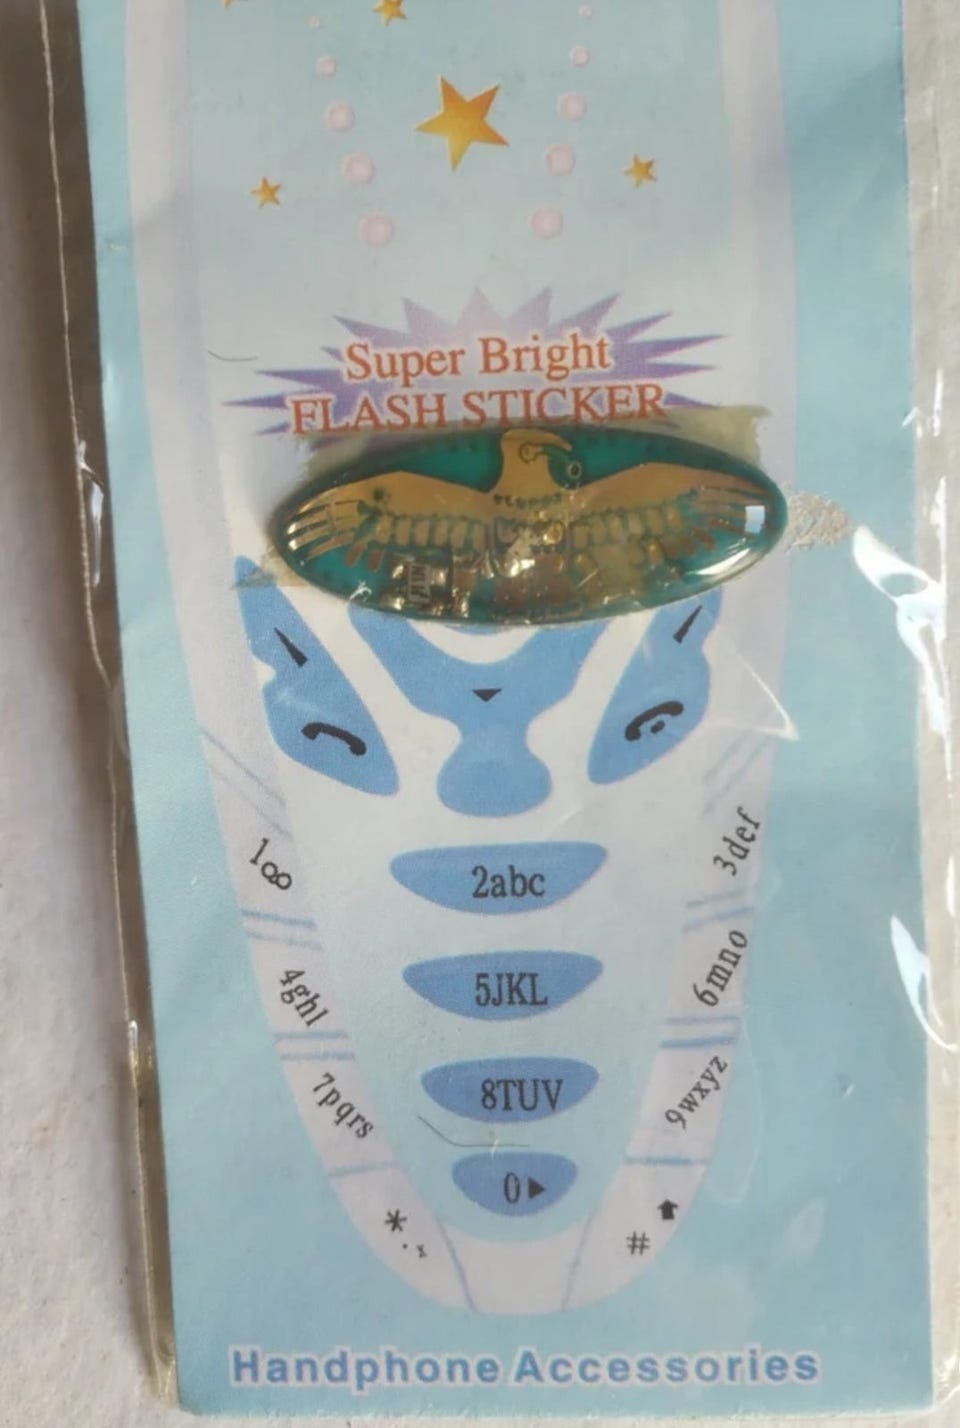 Super Bright
FLASH STICKER
1∞
2abc
3def
4ghl
5JKL
6mno
7pqrs
8TUV
9wxyz
*
0
#
Handphone Accessories